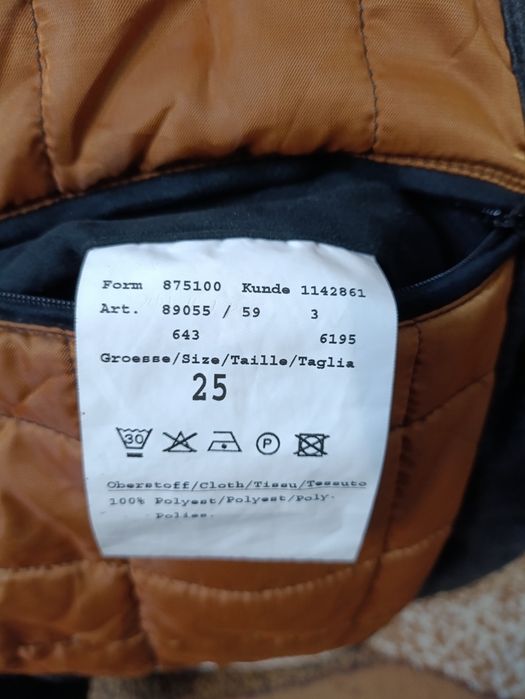 Form 875100 Kunde 1142861
Art. 89055 / 59 3
643 6195
Groesse/Size/Taille/Taglia
25
30 P
Oberstoff/Cloth/Tissu/Tessuto
100% Polyest/Polyest/Poly-
Polies.